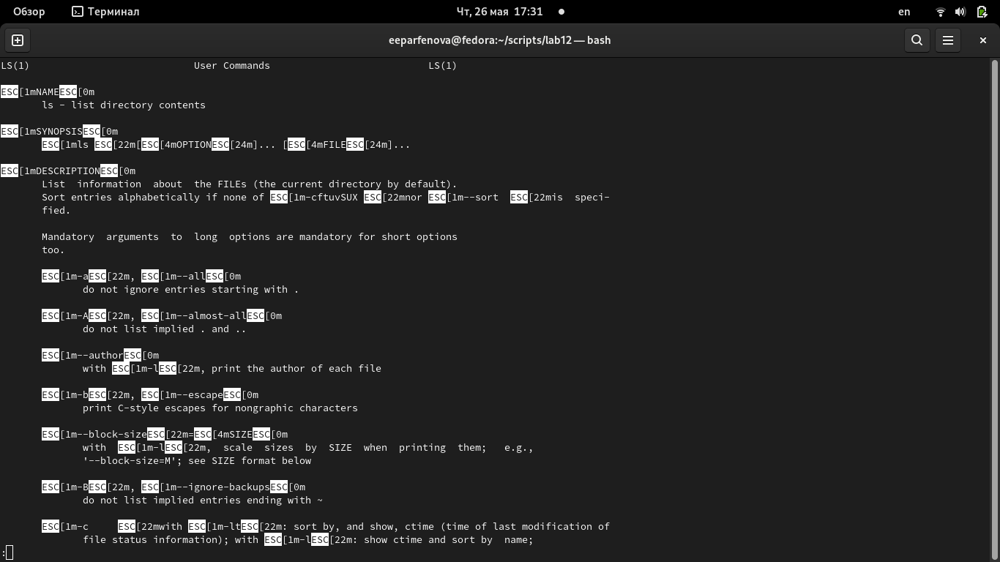 Обзор Терминал Чт, 26 мая 17:31 en
eeparfenova@fedora:~/scripts/lab12 — bash
LS(1)                            User Commands                           LS(1)

ESC[1mNAMEESC[0m
       ls - list directory contents

ESC[1mSYNOPSISESC[0m
       ESC[1mls ESC[22m[ESC[4mOPTIONESC[24m]... [ESC[4mFILEESC[24m]...

ESC[1mDESCRIPTIONESC[0m
       List  information  about  the FILEs (the current directory by default).
       Sort entries alphabetically if none of ESC[1m-cftuvSUX ESC[22mnor ESC[1m--sort  ESC[22mis  speci-
       fied.

       Mandatory  arguments  to  long  options are mandatory for short options
       too.

       ESC[1m-aESC[22m, ESC[1m--allESC[0m
              do not ignore entries starting with .

       ESC[1m-AESC[22m, ESC[1m--almost-allESC[0m
              do not list implied . and ..

       ESC[1m--authorESC[0m
              with ESC[1m-lESC[22m, print the author of each file

       ESC[1m-bESC[22m, ESC[1m--escapeESC[0m
              print C-style escapes for nongraphic characters

       ESC[1m--block-sizeESC[22m=ESC[4mSIZEESC[0m
              with  ESC[1m-lESC[22m,  scale  sizes  by  SIZE  when  printing  them;   e.g.,
              '--block-size=M'; see SIZE format below

       ESC[1m-BESC[22m, ESC[1m--ignore-backupsESC[0m
              do not list implied entries ending with ~

       ESC[1m-c     ESC[22mwith ESC[1m-ltESC[22m: sort by, and show, ctime (time of last modification of
              file status information); with ESC[1m-lESC[22m: show ctime and sort by  name;
: